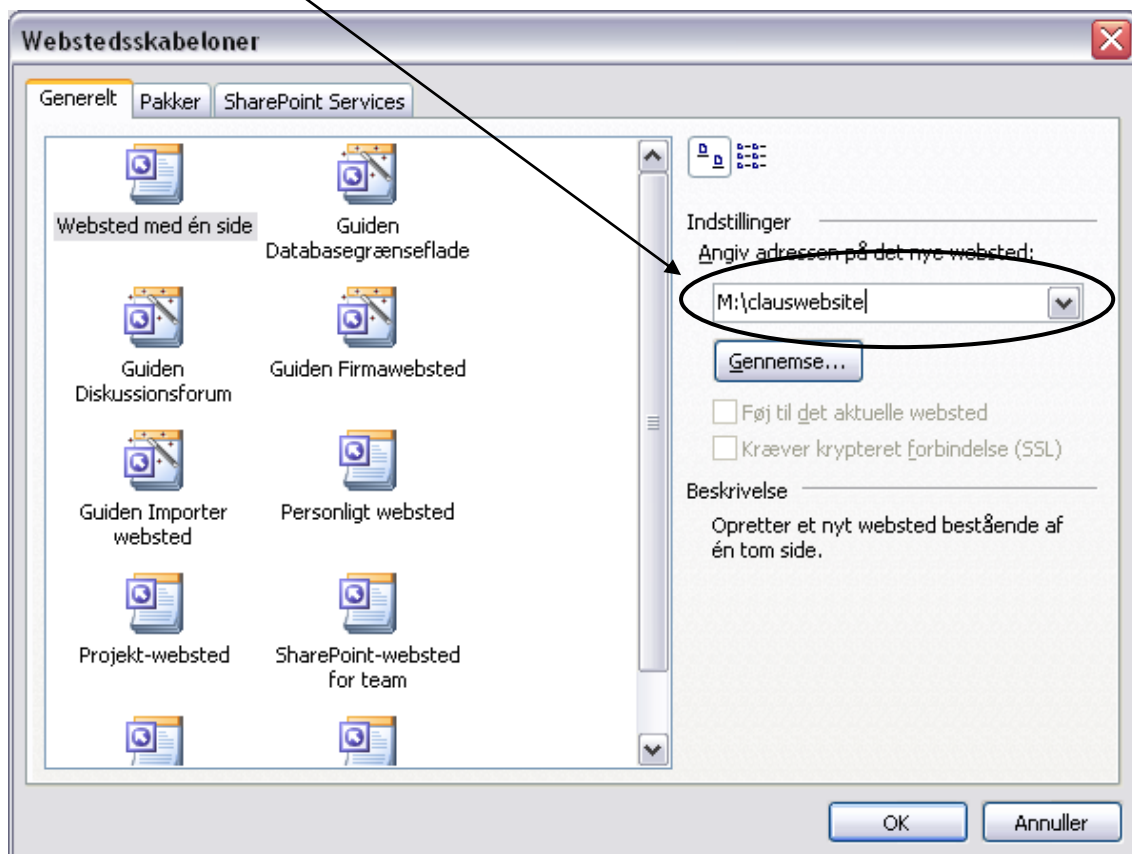 Webstedsskabeloner
Generelt
Pakker
SharePoint Services
Websted med én side
Guiden
Databasegrænseflade
Guiden
Diskussionsforum
Guiden Firmawebsted
Guiden Importer
websted
Personligt websted
Projekt-websted
SharePoint-websted
for team
Indstillinger
Angiv adressen på det nye websted:
M:\clauswebsite
Gennemse...
Føj til det aktuelle websted
Kræver krypteret forbindelse (SSL)
Beskrivelse
Opretter et nyt websted bestående af
én tom side.
OK
Annuller